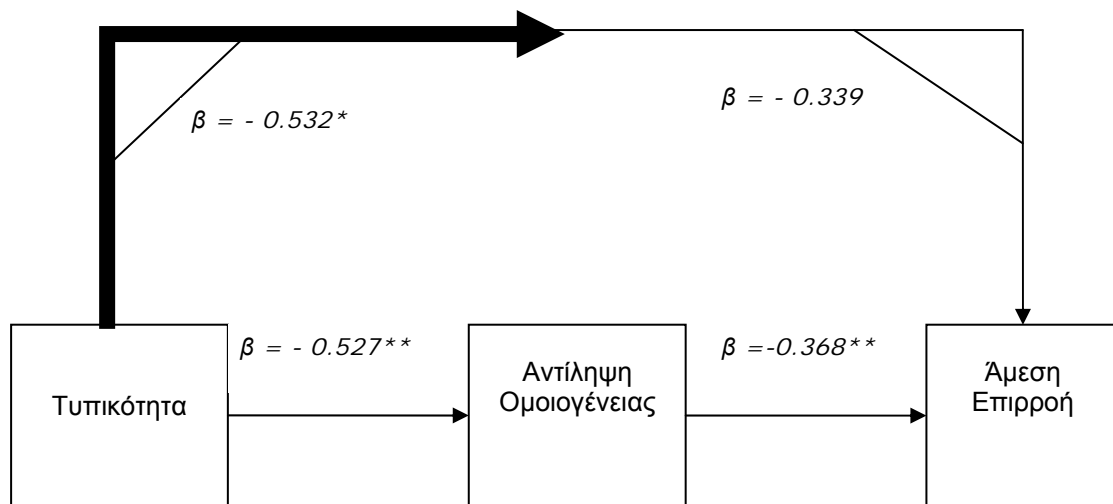 β = - 0.532*
β = - 0.339
β = - 0.527**
β =-0.368**
Τυπικότητα
Αντίληψη
Ομοιογένειας
Άμεση
Επιρροή